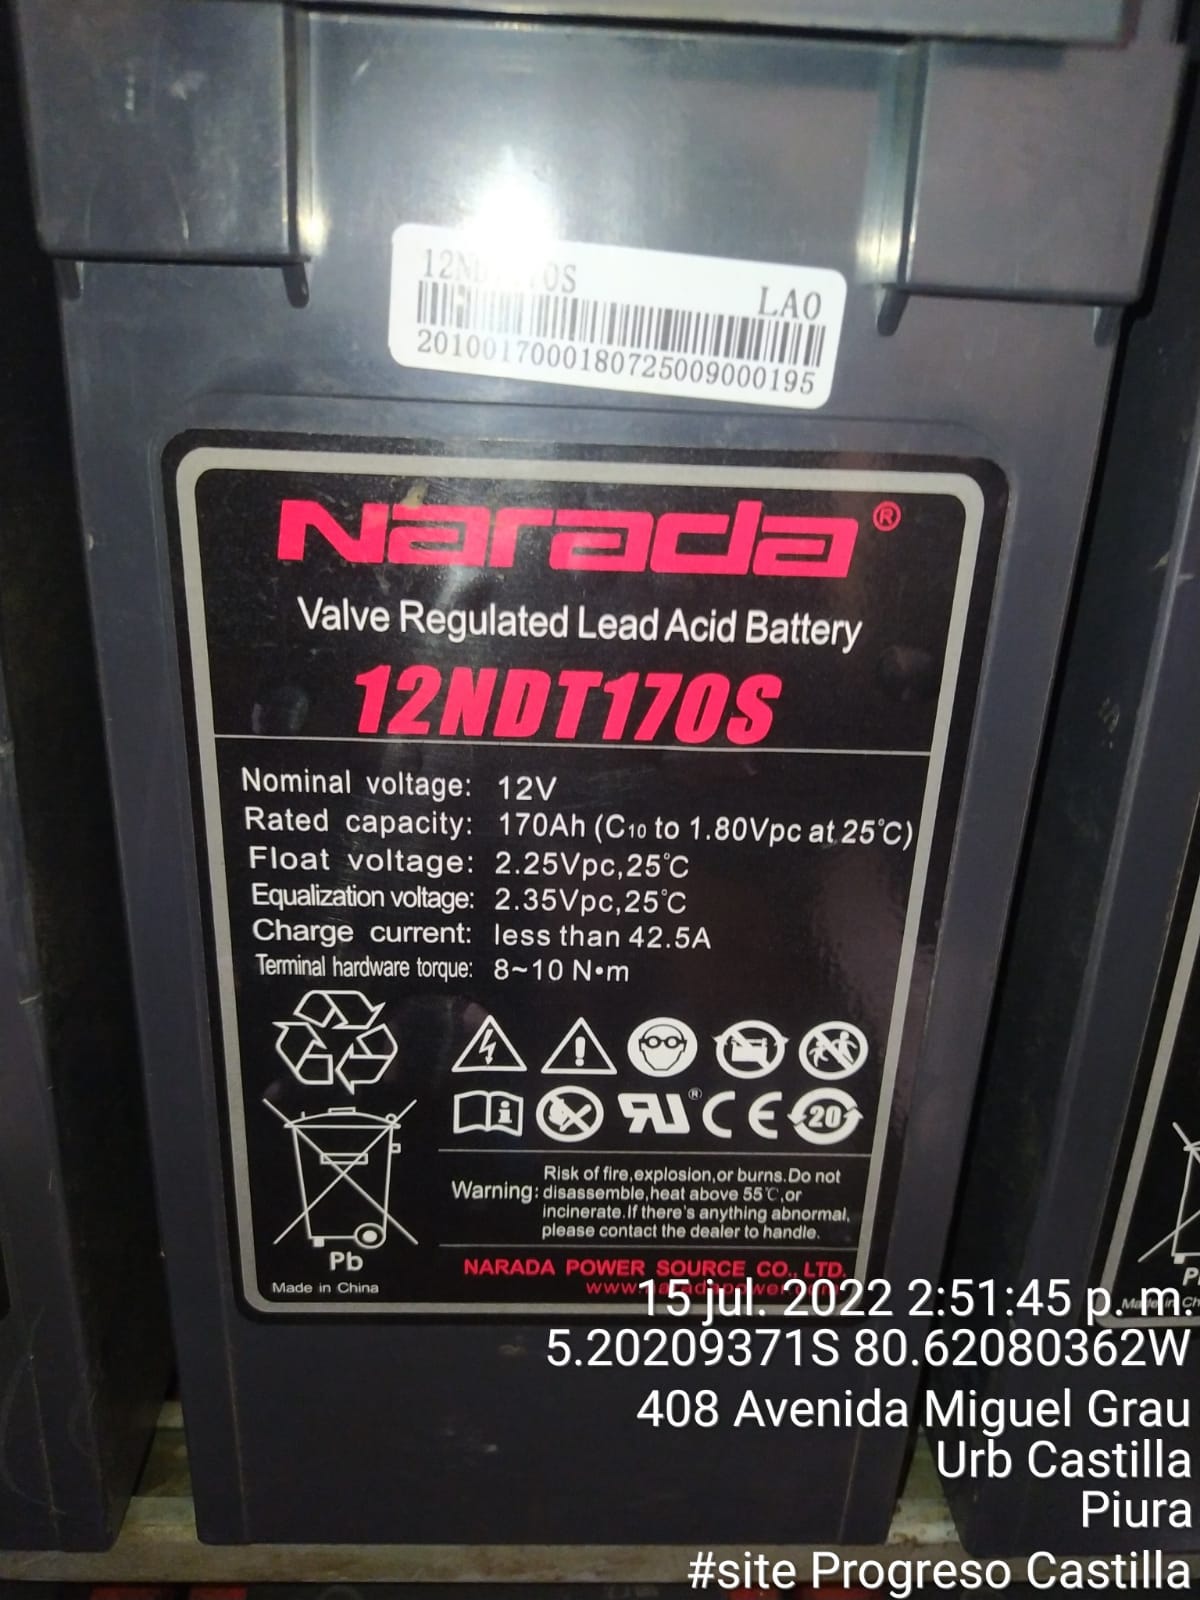 LAO
2010017000180725009000195
Narada®
Valve Regulated Lead Acid Battery
12NDT170S
Nominal voltage: 12V
Rated capacity: 170Ah (C10 to 1.80Vpc at 25℃)
Float voltage: 2.25Vpc,25℃
Equalization voltage: 2.35Vpc,25℃
Charge current: less than 42.5A
Terminal hardware torque: 8~10 N•m
20
Warning: Risk of fire,explosion,or burns.Do not
disassemble,heat above 55℃,or
incinerate.If there's anything abnormal,
please contact the dealer to handle.
Pb
Made in China
NARADA POWER SOURCE CO., LTD.
www.naradapower.com
15 jul. 2022 2:51:45 p. m.
5.20209371S 80.62080362W
408 Avenida Miguel Grau
Urb Castilla
Piura
#site Progreso Castilla